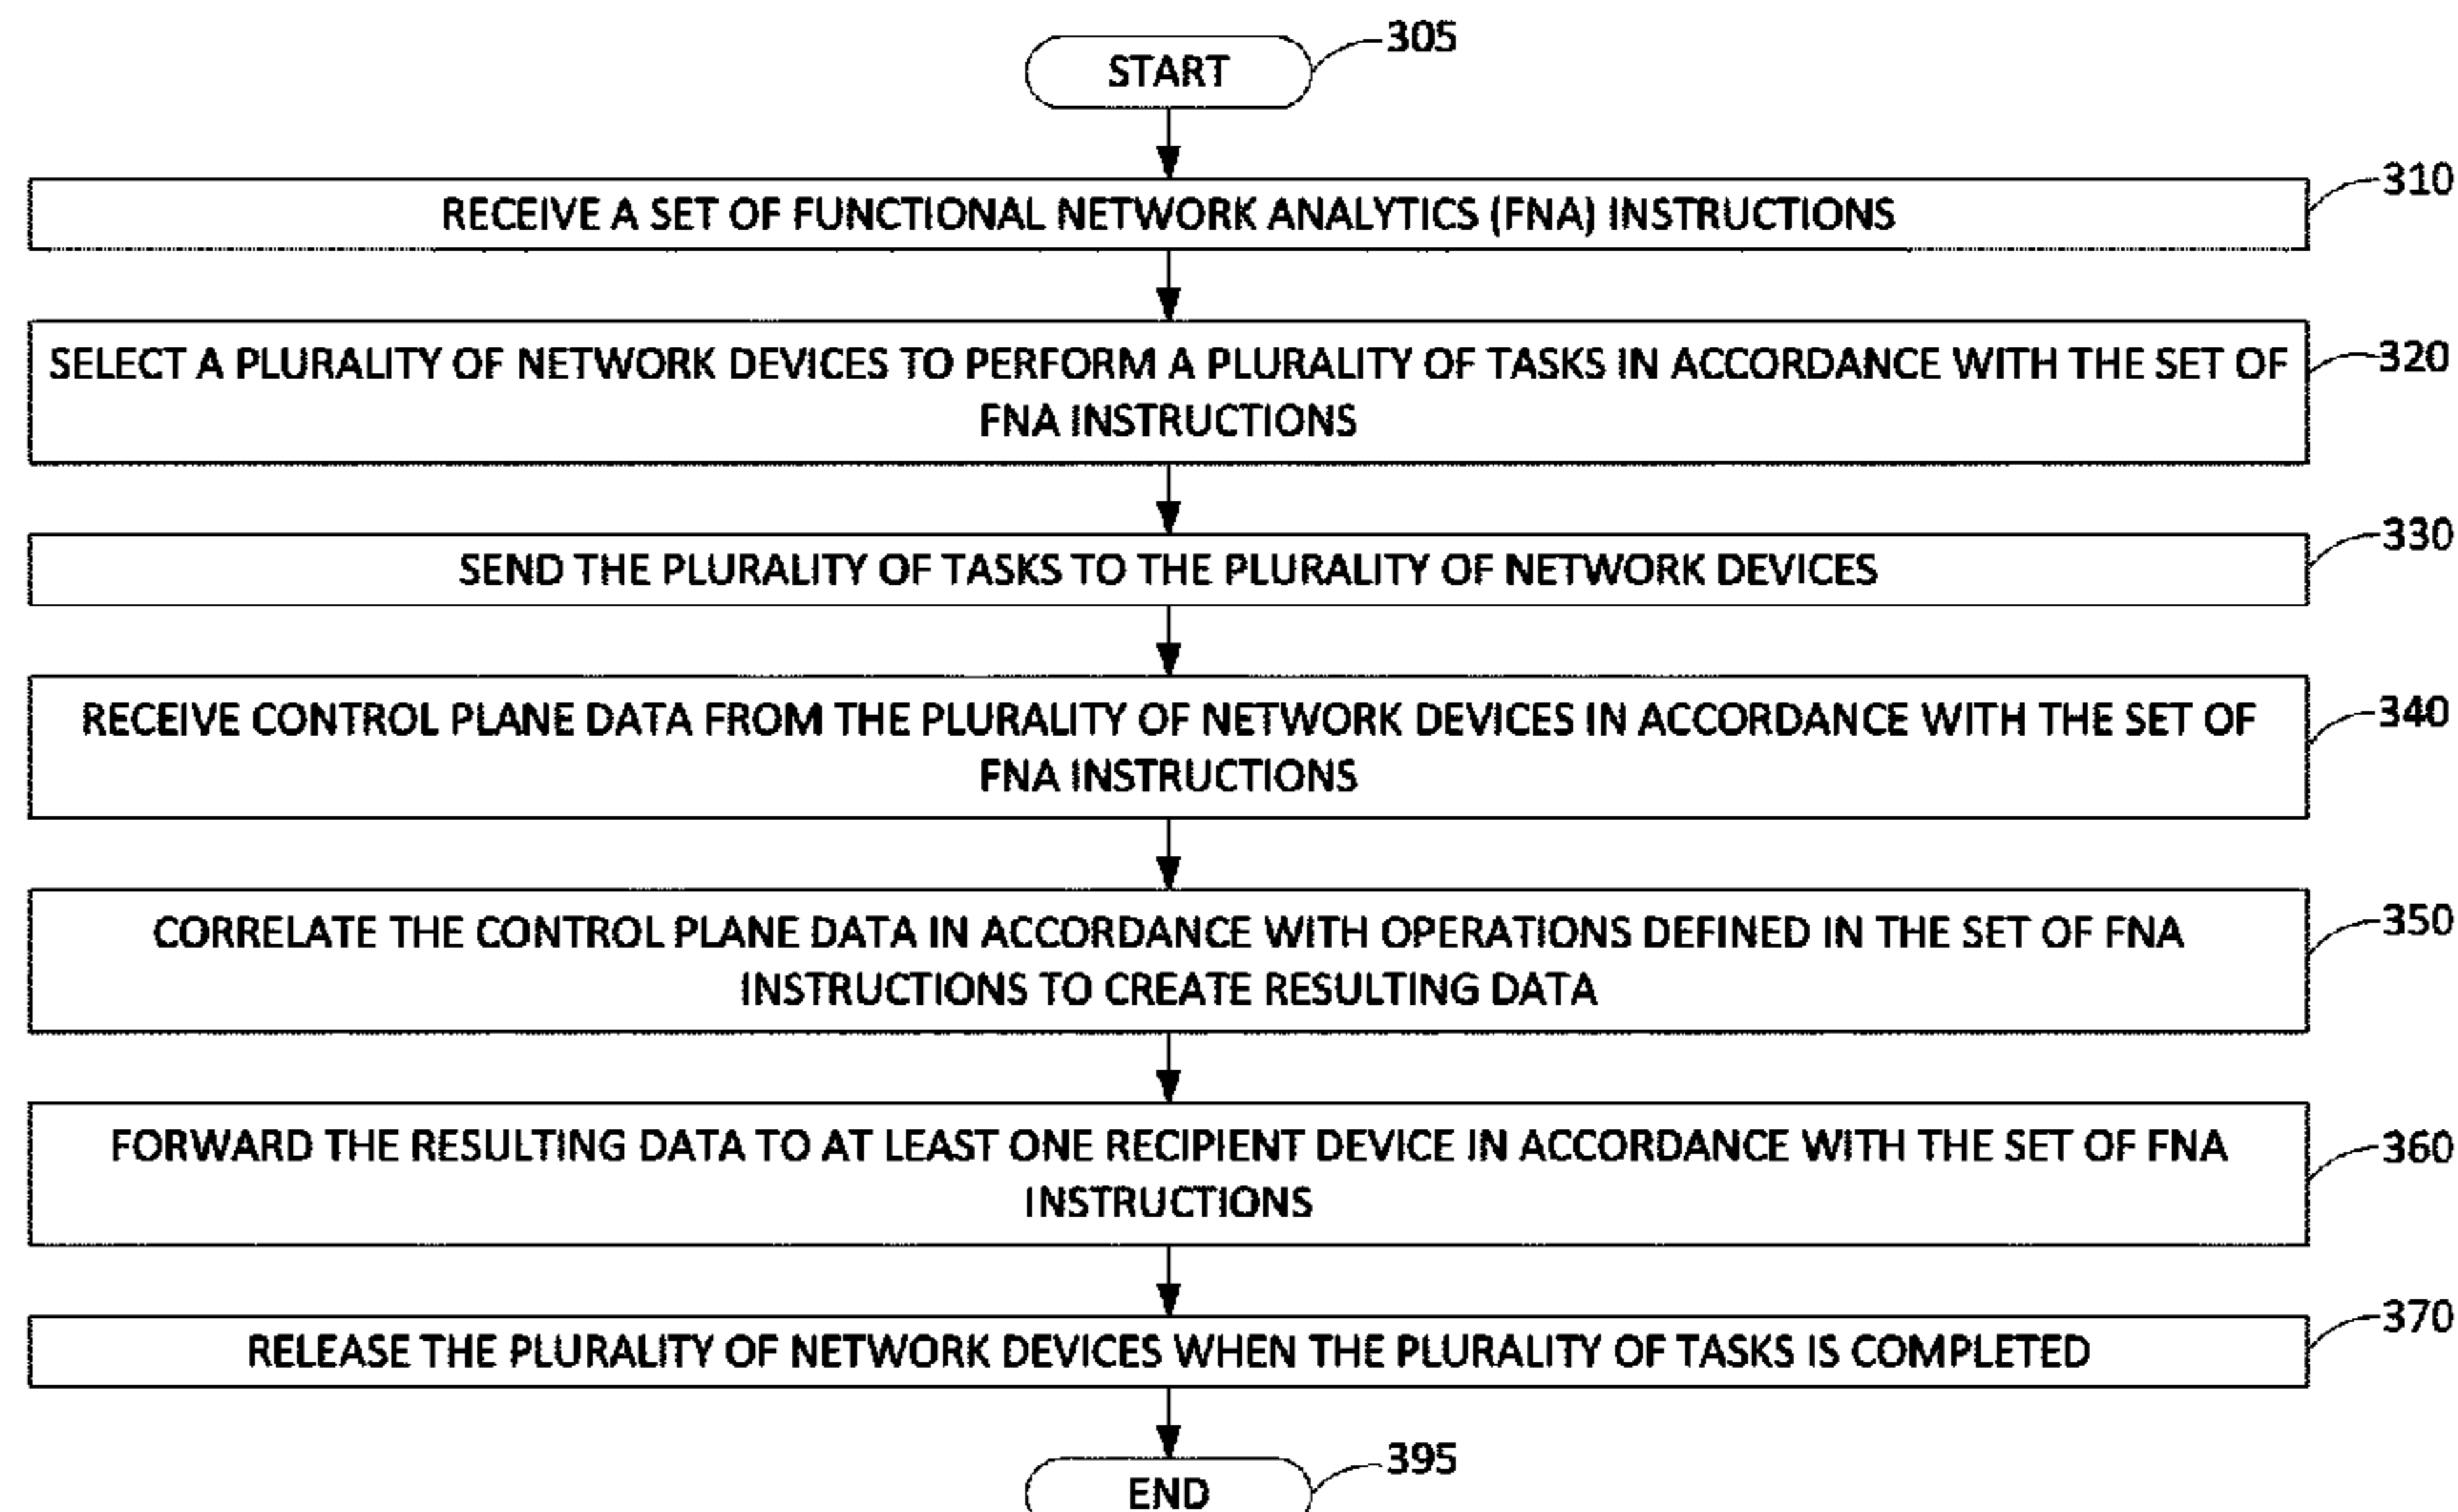 START
305
310
RECEIVE A SET OF FUNCTIONAL NETWORK ANALYTICS (FNA) INSTRUCTIONS
320
SELECT A PLURALITY OF NETWORK DEVICES TO PERFORM A PLURALITY OF TASKS IN ACCORDANCE WITH THE SET OF
FNA INSTRUCTIONS
330
SEND THE PLURALITY OF TASKS TO THE PLURALITY OF NETWORK DEVICES
340
RECEIVE CONTROL PLANE DATA FROM THE PLURALITY OF NETWORK DEVICES IN ACCORDANCE WITH THE SET OF
FNA INSTRUCTIONS
350
CORRELATE THE CONTROL PLANE DATA IN ACCORDANCE WITH OPERATIONS DEFINED IN THE SET OF FNA
INSTRUCTIONS TO CREATE RESULTING DATA
360
FORWARD THE RESULTING DATA TO AT LEAST ONE RECIPIENT DEVICE IN ACCORDANCE WITH THE SET OF FNA
INSTRUCTIONS
370
RELEASE THE PLURALITY OF NETWORK DEVICES WHEN THE PLURALITY OF TASKS IS COMPLETED
395
END